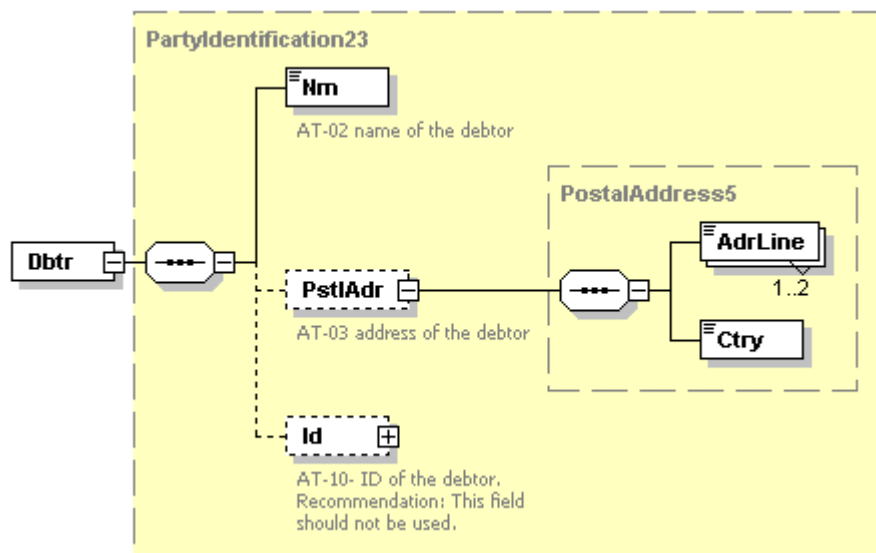 PartyIdentification23
Nm
AT-02 name of the debtor
PostalAddress5
AdrLine
1..2
Dbtr
PstlAdr
AT-03 address of the debtor
Ctry
Id
AT-10- ID of the debtor.
Recommendation: This field
should not be used.